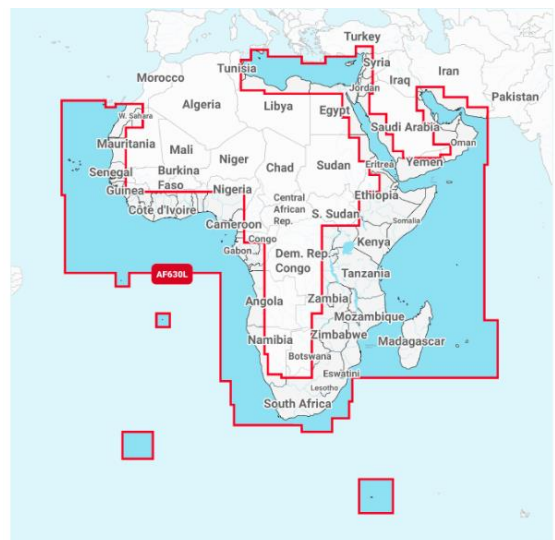 Turkey
Tunisia
Syria
Morocco
Iraq
Iran
Jordan
Pakistan
Algeria
Libya
Egypt
W. Sahara
Saudi Arabia
Oman
Mauritania
Mali
Niger
Chad
Sudan
Eritrea
Yemen
Senegal
Burkina
Faso
Guinea
Nigeria
Ethiopia
Côte d'Ivoire
Central
African
Rep.
S. Sudan
Somalia
Cameroon
Congo
Gabon
Dem. Rep.
Congo
Kenya
AF630L
Tanzania
Angola
Zambia
Mozambique
Zimbabwe
Madagascar
Namibia
Botswana
Eswatini
Lesotho
South Africa